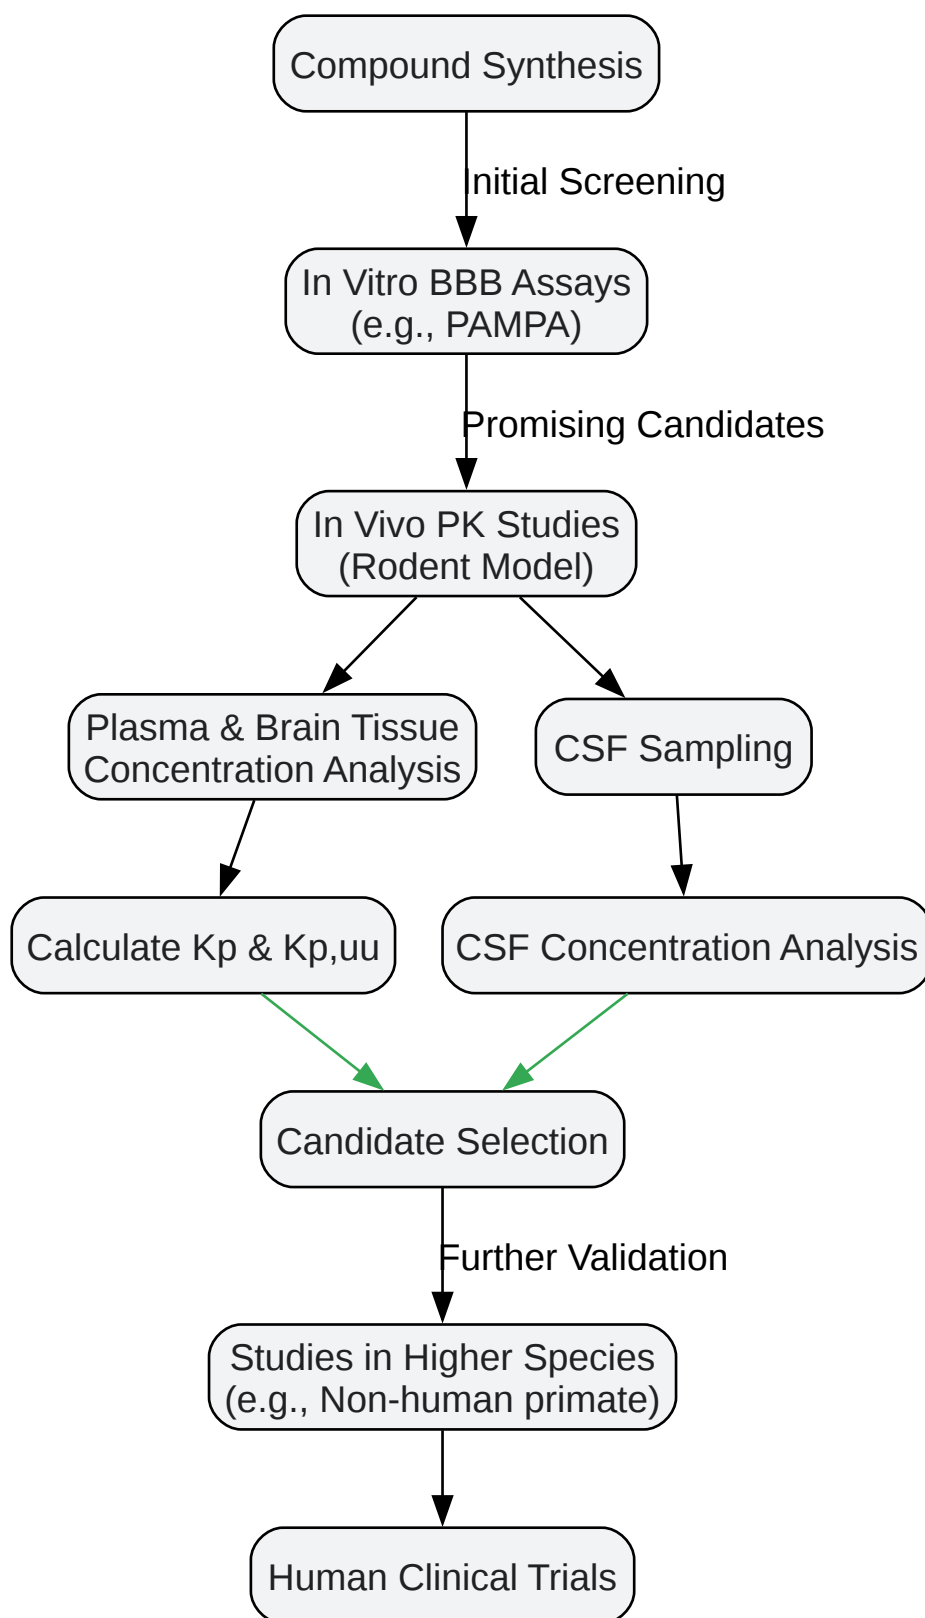 Compound Synthesis
Initial Screening
In Vitro BBB Assays
(e.g., PAMPA)
Promising Candidates
In Vivo PK Studies
(Rodent Model)
Plasma & Brain Tissue
Concentration Analysis
CSF Sampling
Calculate Kp & Kp,uu
CSF Concentration Analysis
Candidate Selection
Further Validation
Studies in Higher Species
(e.g., Non-human primate)
Human Clinical Trials